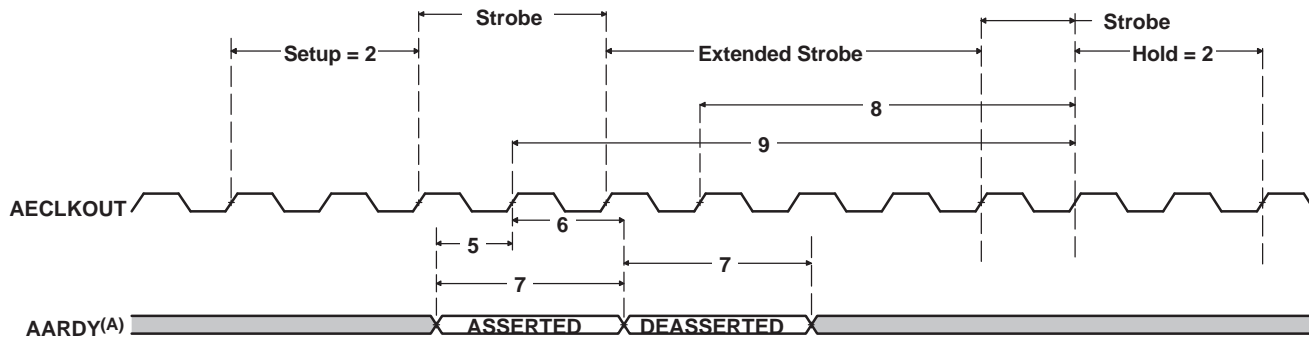 Strobe
Strobe
Setup = 2
Extended Strobe
Hold = 2
8
9
AECLKOUT
6
5
7
7
AARDY(A)
ASSERTED
DEASSERTED